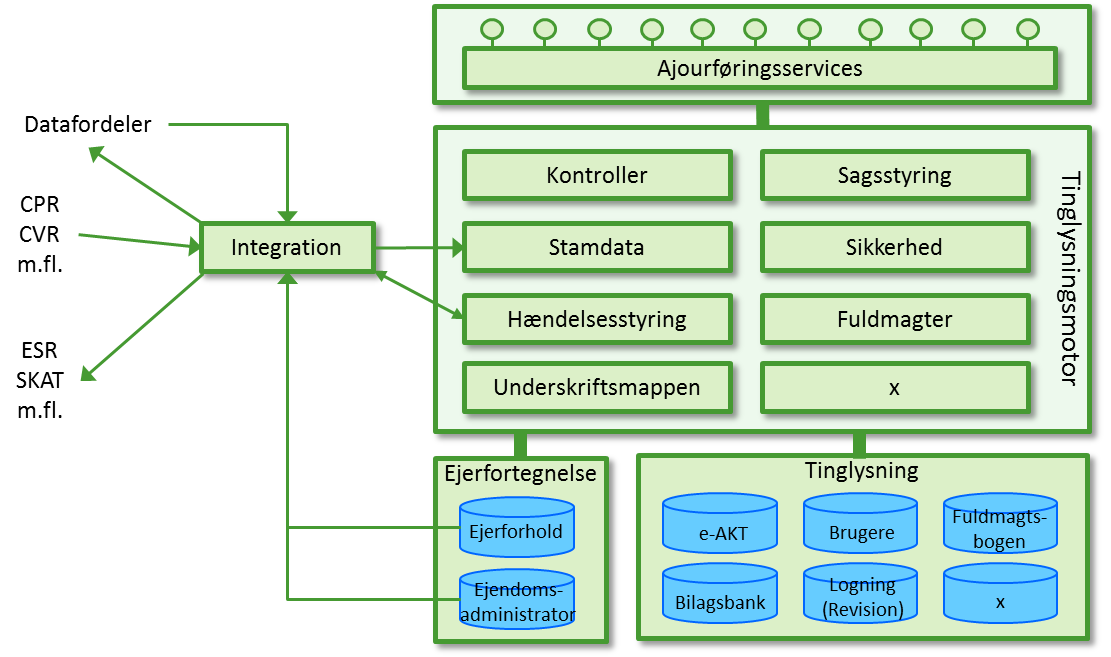 Ajourføringsservices
Datafordeler
CPR
CVR
m.fl.
Integration
ESR
SKAT
m.fl.
Tinglysningsmotor
Kontroller
Sagsstyring
Stamdata
Sikkerhed
Hændelsesstyring
Fuldmagter
Underskriftsmappen
x
Ejerfortegnelse
Ejerforhold
Ejendoms-
administrator
Tinglysning
e-AKT
Brugere
Fuldmagts-
bogen
Bilagsbank
Logning
(Revision)
x